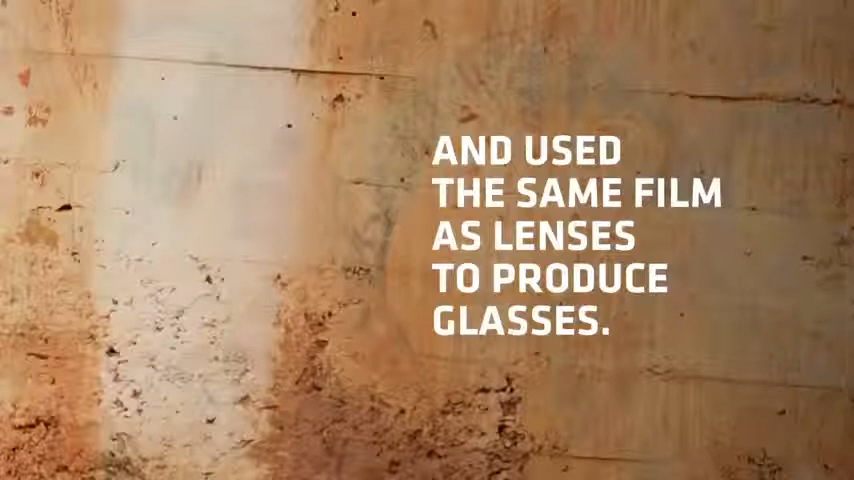 AND USED
THE SAME FILM
AS LENSES
TO PRODUCE
GLASSES.